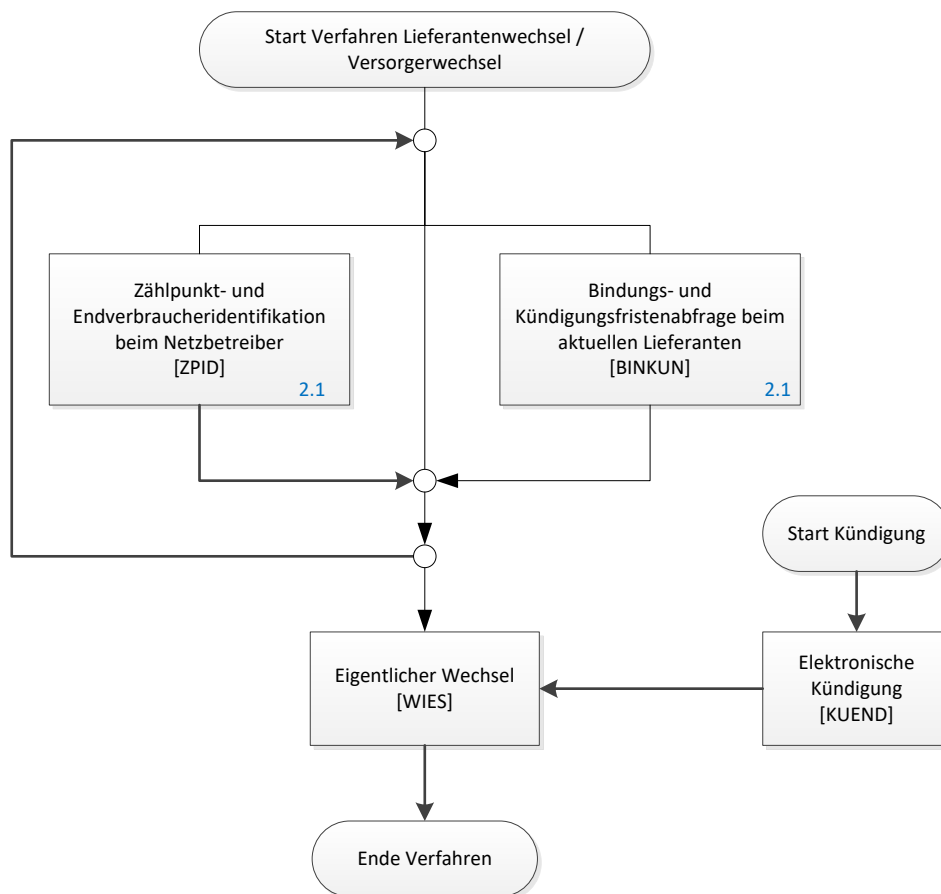 Start Verfahren Lieferantenwechsel /
Versorgerwechsel
Zählpunkt- und
Endverbraucheridentifikation
beim Netzbetreiber
[ZPID]
2.1
Bindungs- und
Kündigungsfristenabfrage beim
aktuellen Lieferanten
[BINKUN]
2.1
Start Kündigung
Eigentlicher Wechsel
[WIES]
Elektronische
Kündigung
[KUEND]
Ende Verfahren